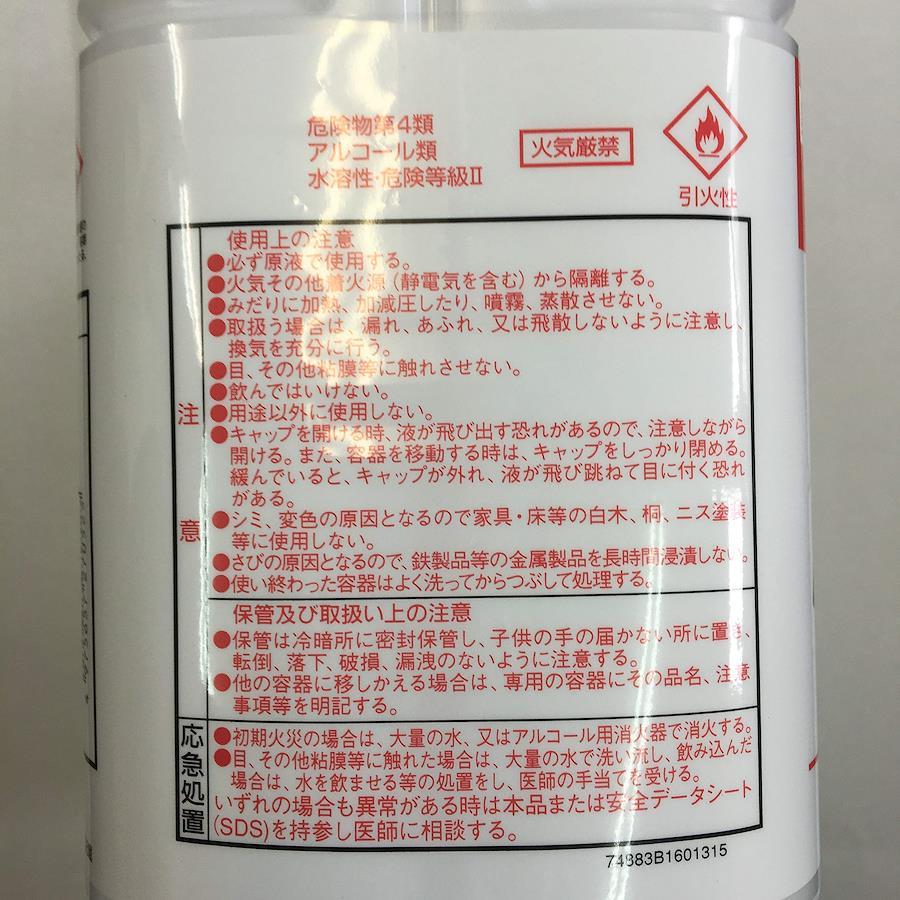 危険物第4類
アルコール類
水溶性・危険等級II
火気厳禁
引火性
注意
使用上の注意
●必ず原液で使用する。
●火気その他着火源(静電気を含む)から隔離する。
●みだりに加熱、加減圧したり、噴霧、蒸散させない。
●取扱う場合は、漏れ、あふれ、又は飛散しないように注意し、
換気を充分に行う。
●目、その他粘膜等に触れさせない。
●飲んではいけない。
●用途以外に使用しない。
●キャップを開ける時、液が飛び出す恐れがあるので、注意しながら
開ける。また、容器を移動する時は、キャップをしっかり閉める。
緩んでいると、キャップが外れ、液が飛び跳ねて目に付く恐れ
がある。
●シミ、変色の原因となるので家具・床等の白木、桐、ニス塗装
等に使用しない。
●さびの原因となるので、鉄製品等の金属製品を長時間浸漬しない。
●使い終わった容器はよく洗ってからつぶして処理する。
保管及び取扱い上の注意
●保管は冷暗所に密封保管し、子供の手の届かない所に置き、
転倒、落下、破損、漏洩のないように注意する。
●他の容器に移しかえる場合は、専用の容器にその品名、注意
事項等を明記する。
応急処置
●初期火災の場合は、大量の水、又はアルコール用消火器で消火する。
●目、その他粘膜等に触れた場合は、大量の水で洗い流し、飲み込んだ
場合は、水を飲ませる等の処置をし、医師の手当てを受ける。
いずれの場合も異常がある時は本品または安全データシート
(SDS)を持参し医師に相談する。
74883B1601315